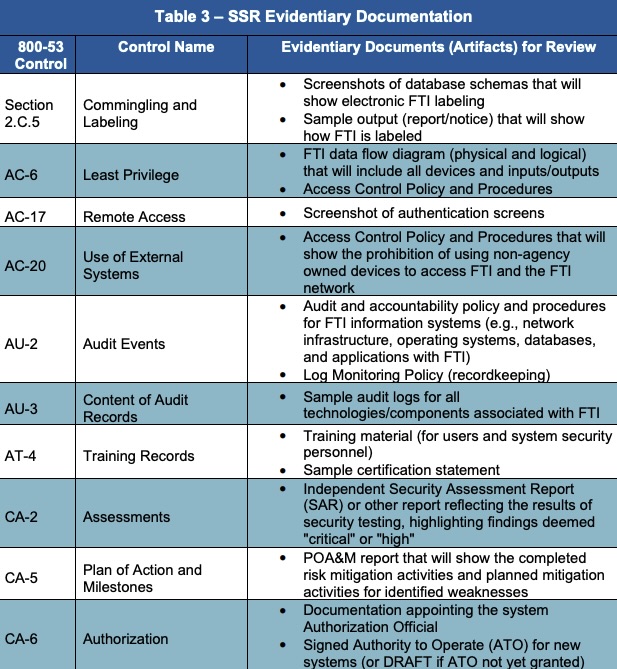 Table 3 – SSR Evidentiary Documentation
800-53 Control
Control Name
Evidentiary Documents (Artifacts) for Review
Section 2.C.5
Commingling and Labeling
• Screenshots of database schemas that will
show electronic FTI labeling
• Sample output (report/notice) that will show
how FTI is labeled
AC-6
Least Privilege
• FTI data flow diagram (physical and logical)
that will include all devices and inputs/outputs
• Access Control Policy and Procedures
AC-17
Remote Access
• Screenshot of authentication screens
AC-20
Use of External Systems
• Access Control Policy and Procedures that will
show the prohibition of using non-agency
owned devices to access FTI and the FTI
network
AU-2
Audit Events
• Audit and accountability policy and procedures
for FTI information systems (e.g., network
infrastructure, operating systems, databases,
and applications with FTI)
• Log Monitoring Policy (recordkeeping)
AU-3
Content of Audit Records
• Sample audit logs for all
technologies/components associated with FTI
AT-4
Training Records
• Training material (for users and system security
personnel)
• Sample certification statement
CA-2
Assessments
• Independent Security Assessment Report
(SAR) or other report reflecting the results of
security testing, highlighting findings deemed
"critical" or "high"
CA-5
Plan of Action and Milestones
• POA&M report that will show the completed
risk mitigation activities and planned mitigation
activities for identified weaknesses
CA-6
Authorization
• Documentation appointing the system
Authorization Official
• Signed Authority to Operate (ATO) for new
systems (or DRAFT if ATO not yet granted)